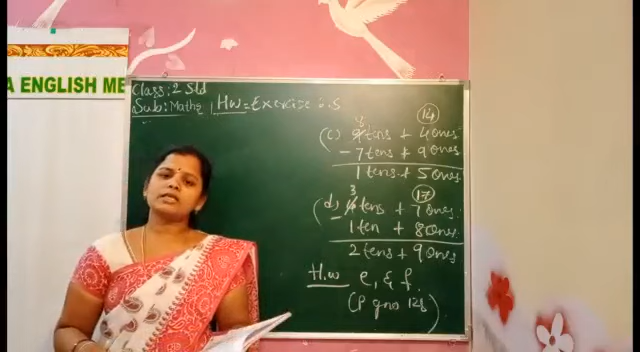 A ENGLISH ME
Class: 2 Std
Sub: Maths | HW = Exercise 6.5
14
8
(c) 9 tens + 4 ones
- 7 tens + 9 ones
1 tens + 5 ones
3 17
(d) 4 tens + 7 ones
- 1 ten + 8 ones
2 tens + 9 ones
H.w e, & f.
(P g no 128)